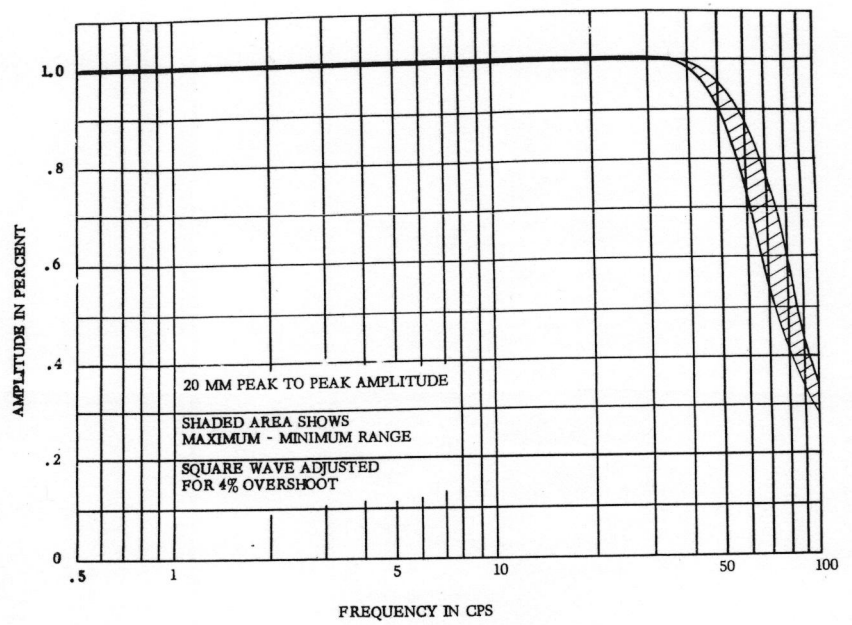 1.0
.8
.6
.4
.2
0
AMPLITUDE IN PERCENT
20 MM PEAK TO PEAK AMPLITUDE
SHADED AREA SHOWS
MAXIMUM - MINIMUM RANGE
SQUARE WAVE ADJUSTED
FOR 4% OVERSHOOT
.5 1 5 10 50 100
FREQUENCY IN CPS